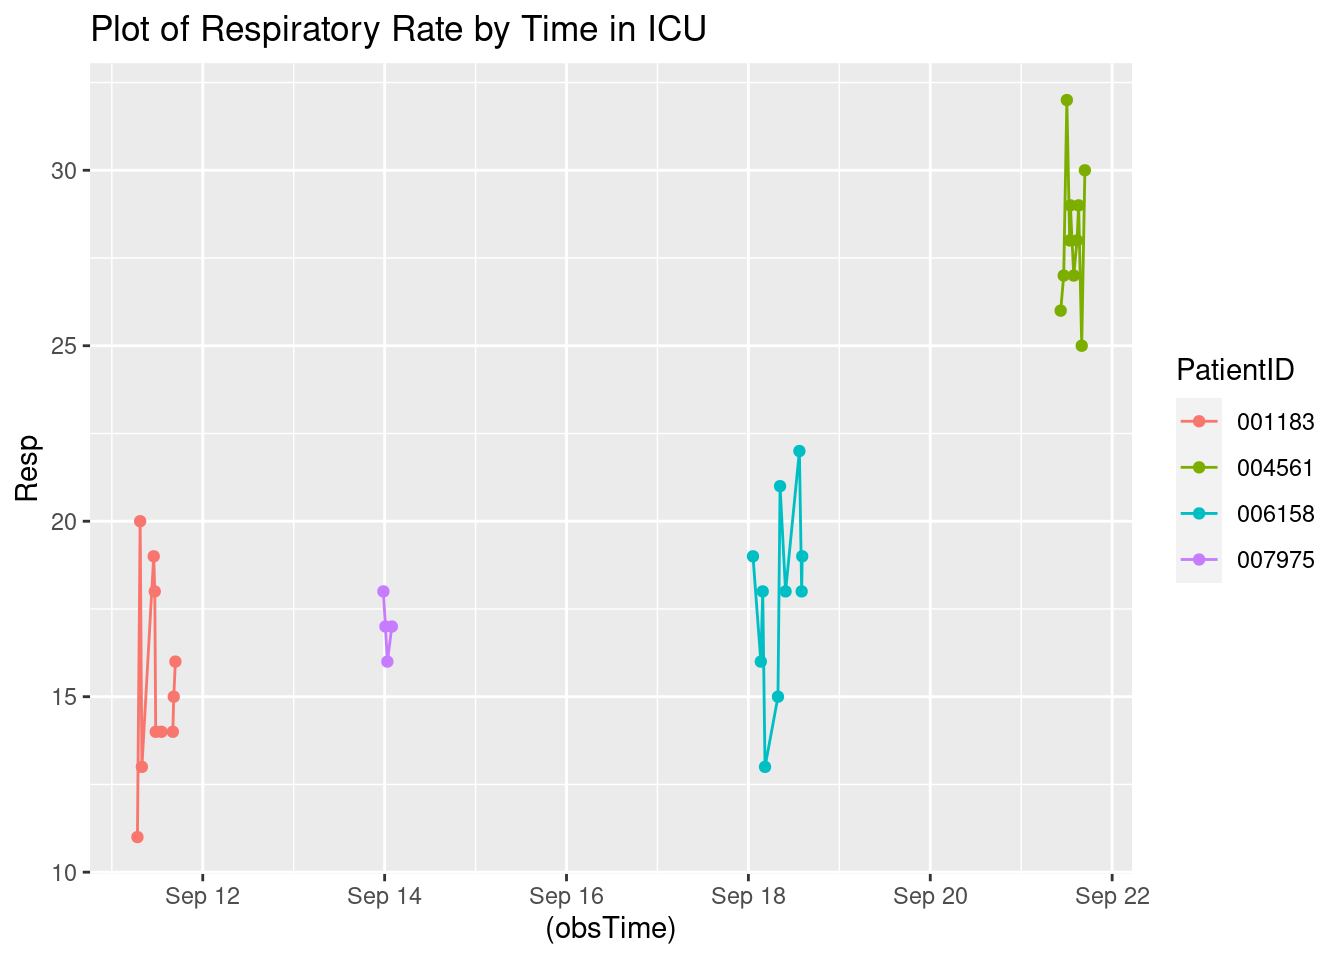 Plot of Respiratory Rate by Time in ICU
30
25
20
15
10
Resp
Sep 12 Sep 14 Sep 16 Sep 18 Sep 20 Sep 22
(obsTime)
PatientID
001183
004561
006158
007975